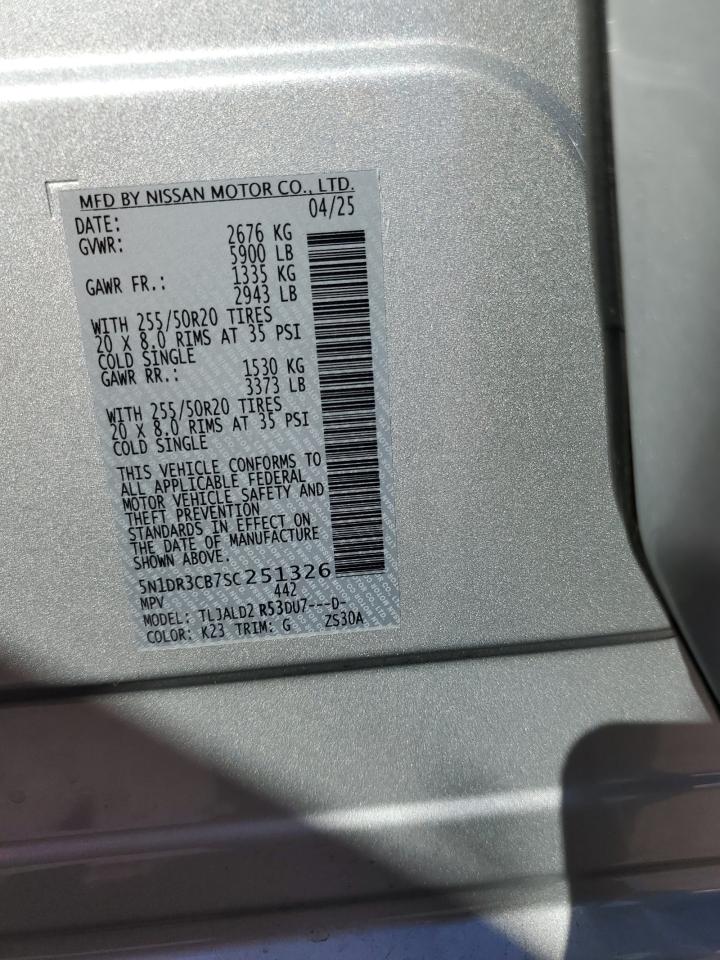 MFD BY NISSAN MOTOR CO., LTD.
DATE: 04/25
GVWR: 2676 KG
5900 LB
GAWR FR.: 1335 KG
2943 LB
WITH 255/50R20 TIRES
20 X 8.0 RIMS AT 35 PSI
COLD SINGLE
GAWR RR.: 1530 KG
3373 LB
WITH 255/50R20 TIRES
20 X 8.0 RIMS AT 35 PSI
COLD SINGLE
THIS VEHICLE CONFORMS TO
ALL APPLICABLE FEDERAL
MOTOR VEHICLE SAFETY AND
THEFT PREVENTION
STANDARDS IN EFFECT ON
THE DATE OF MANUFACTURE
SHOWN ABOVE.
5N1DR3CB7SC251326
MPV 442
MODEL: R53DU7---D-
COLOR: K23 TRIM: G ZS30A